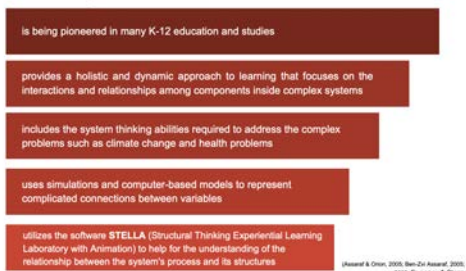 is being pioneered in many K-12 education and studies
provides a holistic and dynamic approach to learning that focuses on the
interactions and relationships among components inside complex systems
includes the system thinking abilities required to address the complex
problems such as climate change and health problems
uses simulations and computer-based models to represent
complicated connections between variables
utilizes the software STELLA (Structural Thinking Experiential Learning
Laboratory with Animation) to help for the understanding of the
relationship between the system's process and its structures
(Assaraf & Orion, 2005; Ben-Zvi Assaraf, 2005;